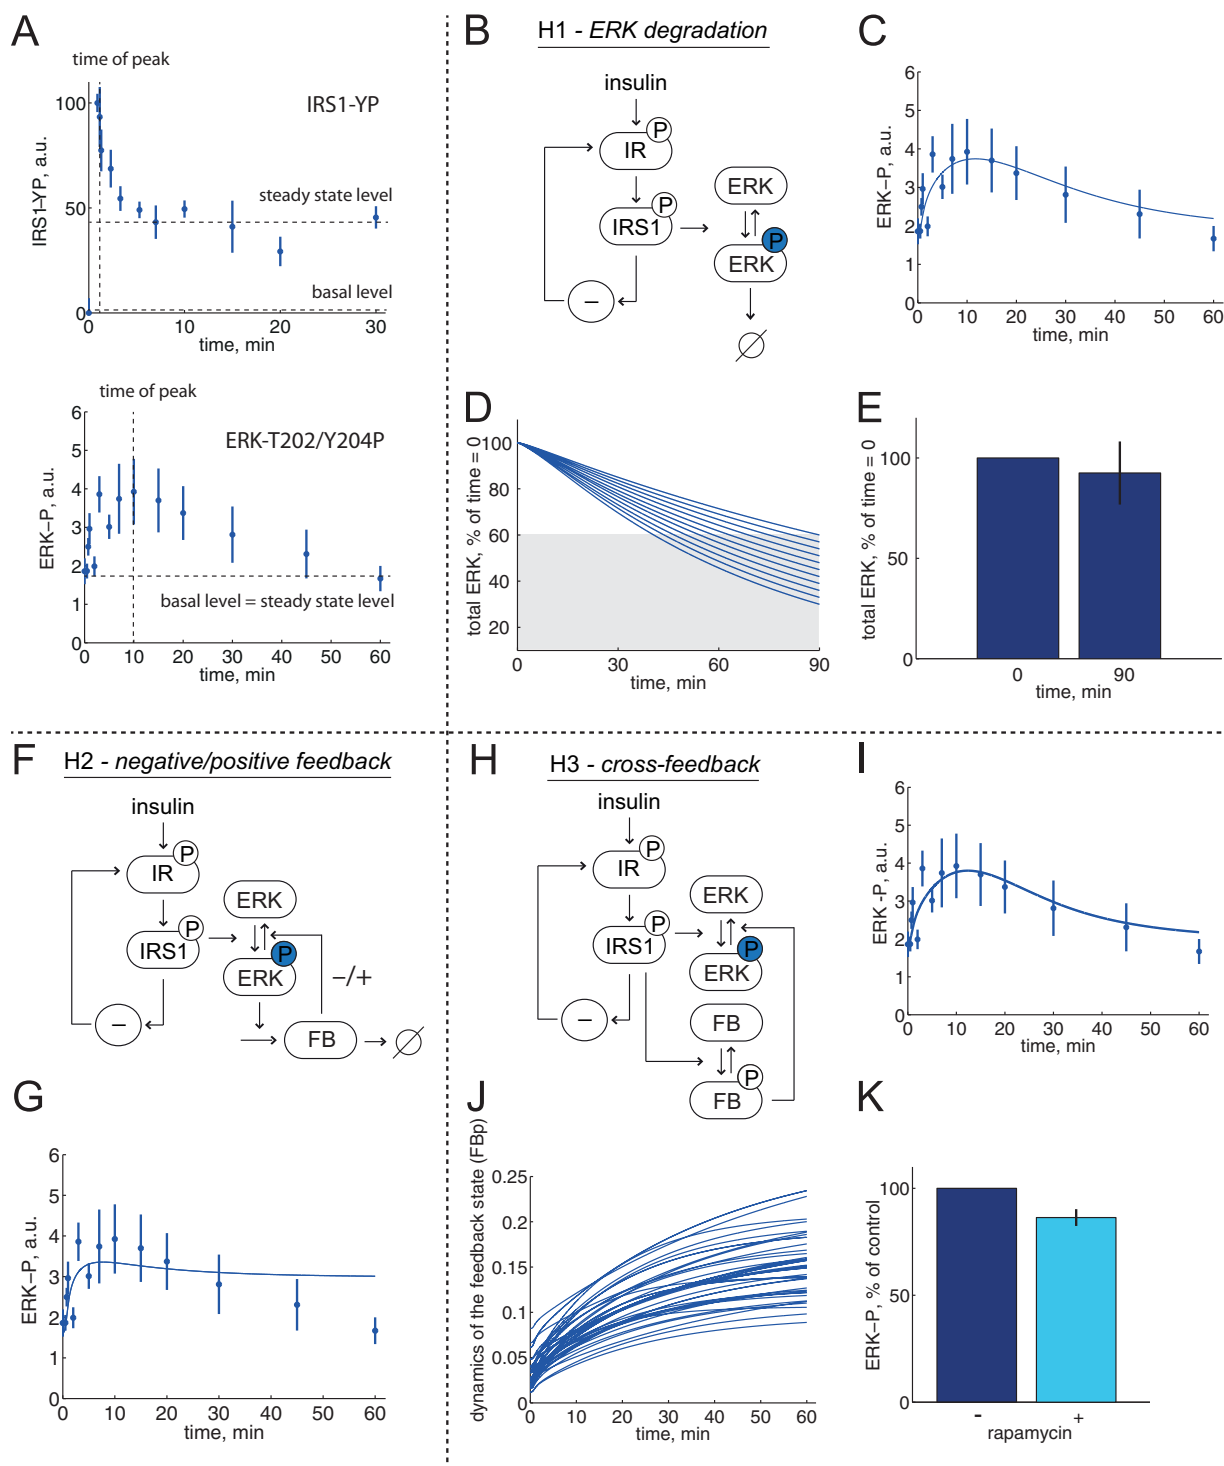 A
time of peak
IRS1-YP
100
50
0
steady state level
basal level
IRS1-YP, a.u.
0 10 20 30
time, min
time of peak
ERK-T202/Y204P
6
5
4
3
2
1
0
ERK–P, a.u.
basal level = steady state level
0 10 20 30 40 50 60
time, min
B
H1 - ERK degradation
insulin
P
IR
P
IRS1
ERK
P
ERK
–
C
6
5
4
3
2
1
0
ERK–P, a.u.
0 10 20 30 40 50 60
time, min
D
100
80
60
40
20
total ERK, % of time = 0
0 30 60 90
time, min
E
100
50
0
total ERK, % of time = 0
0 90
time, min
F
H2 - negative/positive feedback
insulin
P
IR
P
IRS1
ERK
P
ERK
–/+
–
FB
G
6
5
4
3
2
1
0
ERK–P, a.u.
0 10 20 30 40 50 60
time, min
H
H3 - cross-feedback
insulin
P
IR
P
IRS1
ERK
P
ERK
–
FB
P
FB
I
6
5
4
3
2
1
0
ERK -P, a.u.
0 10 20 30 40 50 60
time, min
J
0.25
0.2
0.15
0.1
0.05
0
dynamics of the feedback state (FBp)
0 10 20 30 40 50 60
time, min
K
100
50
0
ERK–P, % of control
- +
rapamycin